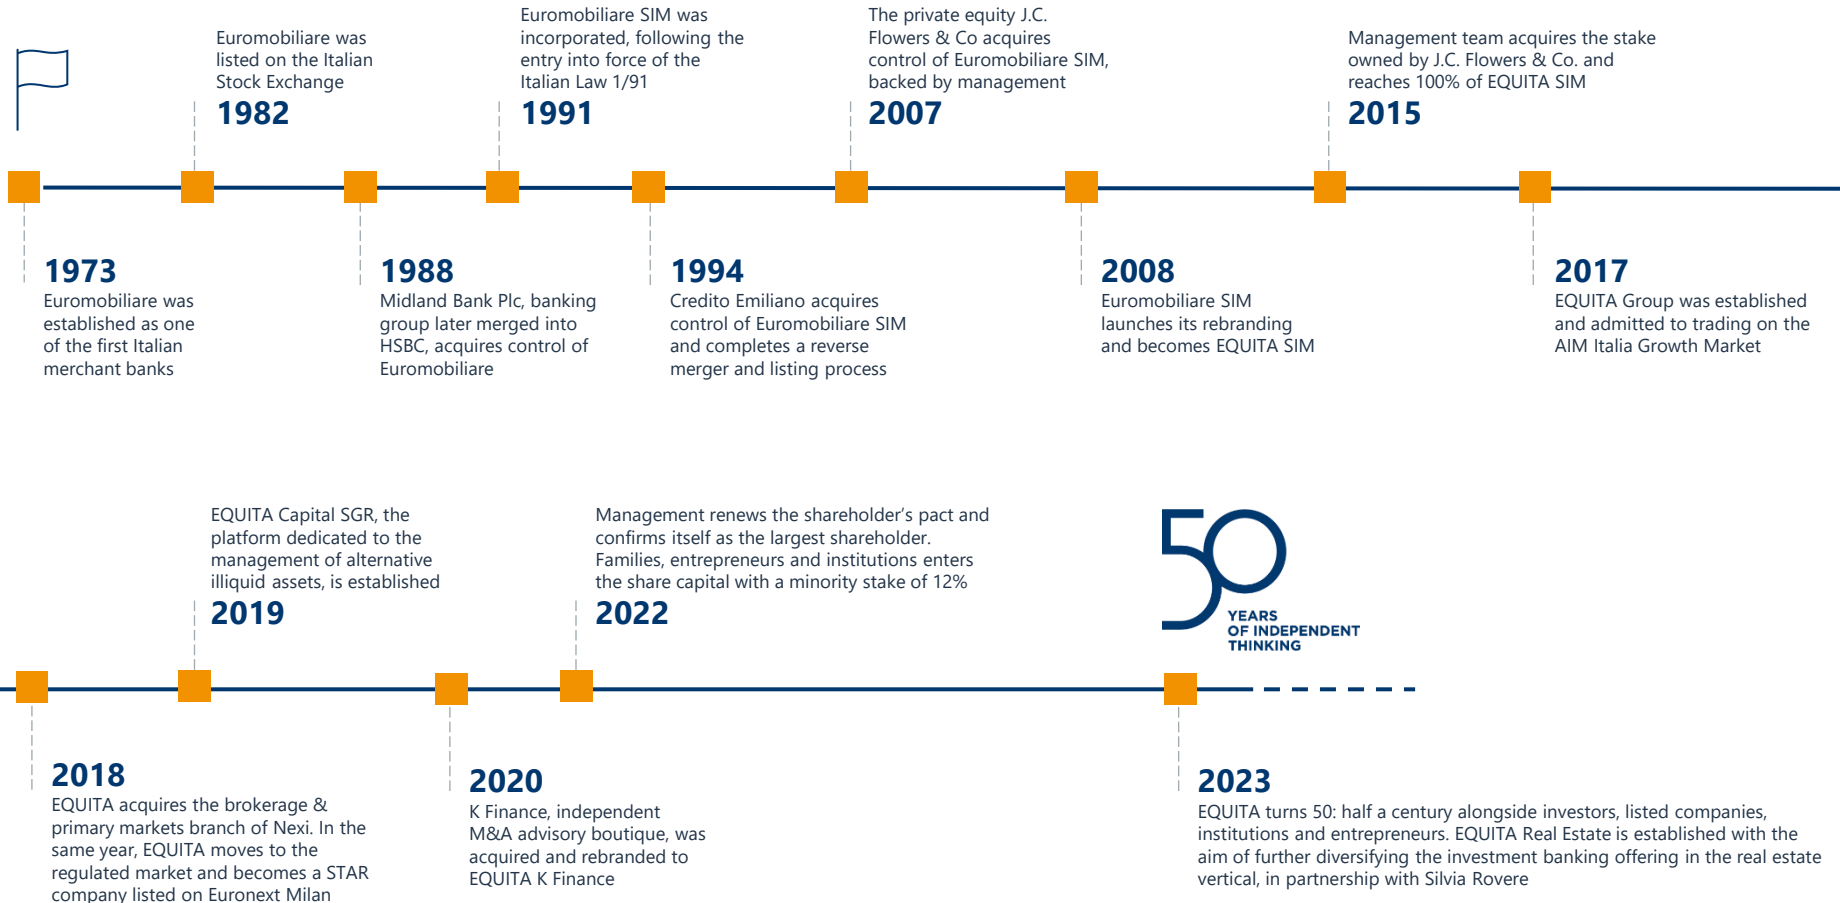 Euromobiliare was
listed on the Italian
Stock Exchange
1982
Euromobiliare SIM was
incorporated, following the
entry into force of the
Italian Law 1/91
1991
The private equity J.C.
Flowers & Co acquires
control of Euromobiliare SIM,
backed by management
2007
Management team acquires the stake
owned by J.C. Flowers & Co. and
reaches 100% of EQUITA SIM
2015
1973
Euromobiliare was
established as one
of the first Italian
merchant banks
1988
Midland Bank Plc, banking
group later merged into
HSBC, acquires control of
Euromobiliare
1994
Credito Emiliano acquires
control of Euromobiliare SIM
and completes a reverse
merger and listing process
2008
Euromobiliare SIM
launches its rebranding
and becomes EQUITA SIM
2017
EQUITA Group was established
and admitted to trading on the
AIM Italia Growth Market
EQUITA Capital SGR, the
platform dedicated to the
management of alternative
illiquid assets, is established
2019
Management renews the shareholder’s pact and
confirms itself as the largest shareholder.
Families, entrepreneurs and institutions enters
the share capital with a minority stake of 12%
2022
50
YEARS
OF INDEPENDENT
THINKING
2018
EQUITA acquires the brokerage &
primary markets branch of Nexi. In the
same year, EQUITA moves to the
regulated market and becomes a STAR
company listed on Euronext Milan
2020
K Finance, independent
M&A advisory boutique, was
acquired and rebranded to
EQUITA K Finance
2023
EQUITA turns 50: half a century alongside investors, listed companies,
institutions and entrepreneurs. EQUITA Real Estate is established with the
aim of further diversifying the investment banking offering in the real estate
vertical, in partnership with Silvia Rovere